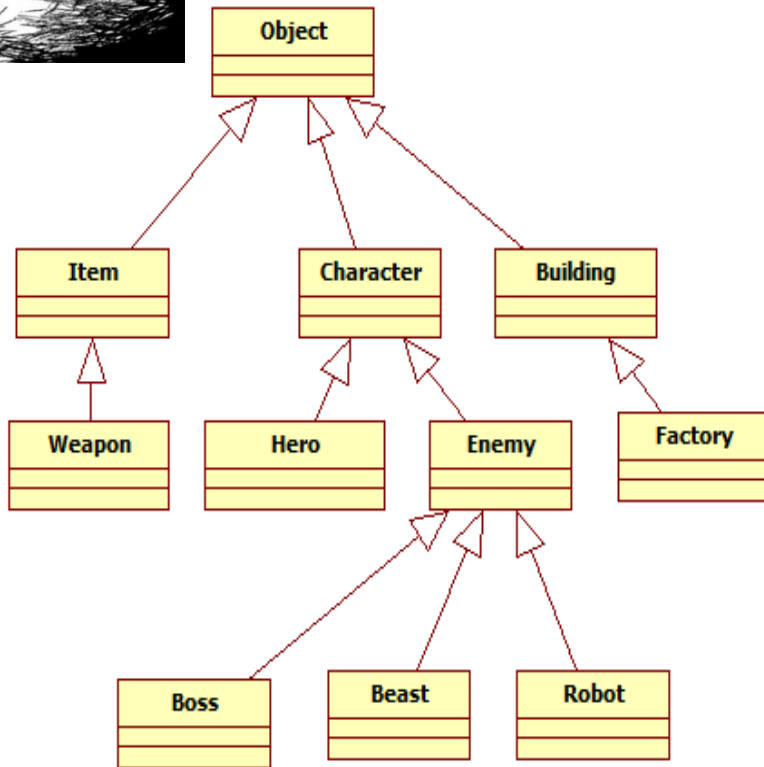 Object
Item
Character
Building
Weapon
Hero
Enemy
Factory
Boss
Beast
Robot